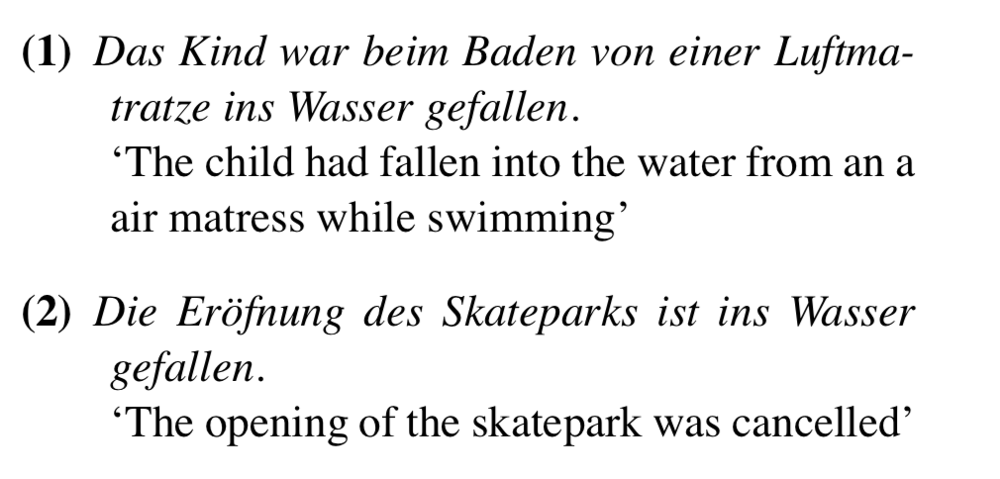 (1) Das Kind war beim Baden von einer Luftma-
tratze ins Wasser gefallen.
‘The child had fallen into the water from an a
air matress while swimming’
(2) Die Eröfnung des Skateparks ist ins Wasser
gefallen.
‘The opening of the skatepark was cancelled’